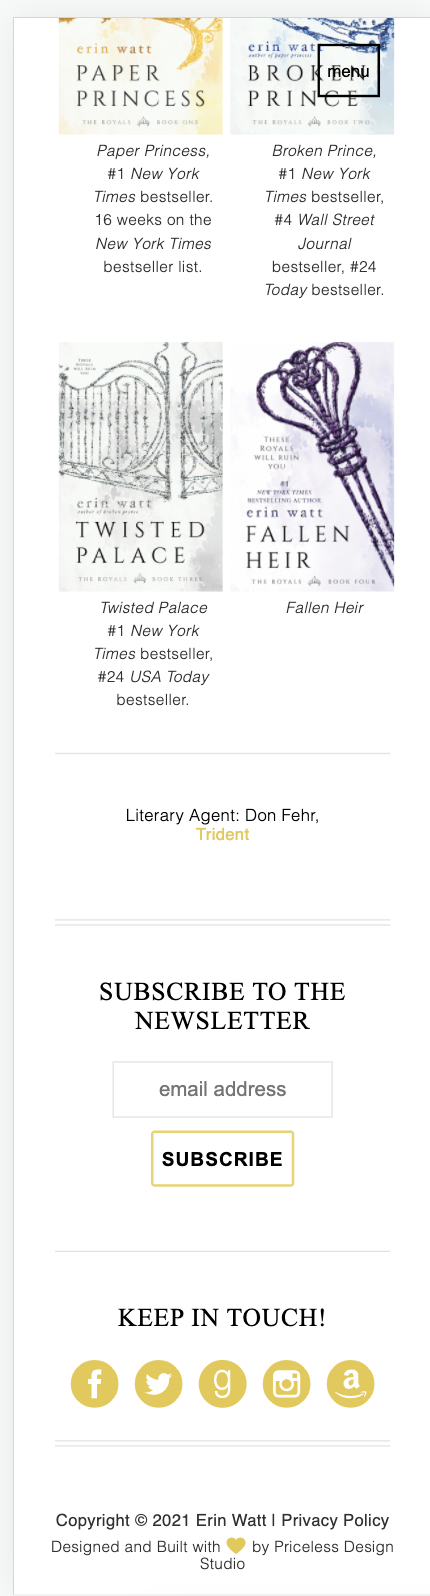 erin watt
PAPER
PRINCESS
THE ROYALS BOOK ONE
erin watt
BROKEN
PRINCE
THE ROYALS BOOK TWO
menu
Paper Princess,
#1 New York
Times bestseller.
16 weeks on the
New York Times
bestseller list.
Broken Prince,
#1 New York
Times bestseller,
#4 Wall Street
Journal
bestseller, #24
Today bestseller.
THESE
ROYALS
WILL RUIN
YOU
erin watt
author of broken prince
TWISTED
PALACE
THE ROYALS BOOK THREE
THESE
ROYALS
WILL RUIN
YOU
#1
NEW YORK TIMES
BESTSELLING AUTHOR
erin watt
FALLEN
HEIR
THE ROYALS BOOK FOUR
Twisted Palace
#1 New York
Times bestseller,
#24 USA Today
bestseller.
Fallen Heir
Literary Agent: Don Fehr,
Trident
SUBSCRIBE TO THE
NEWSLETTER
email address
SUBSCRIBE
KEEP IN TOUCH!
Copyright © 2021 Erin Watt | Privacy Policy
Designed and Built with by Priceless Design
Studio